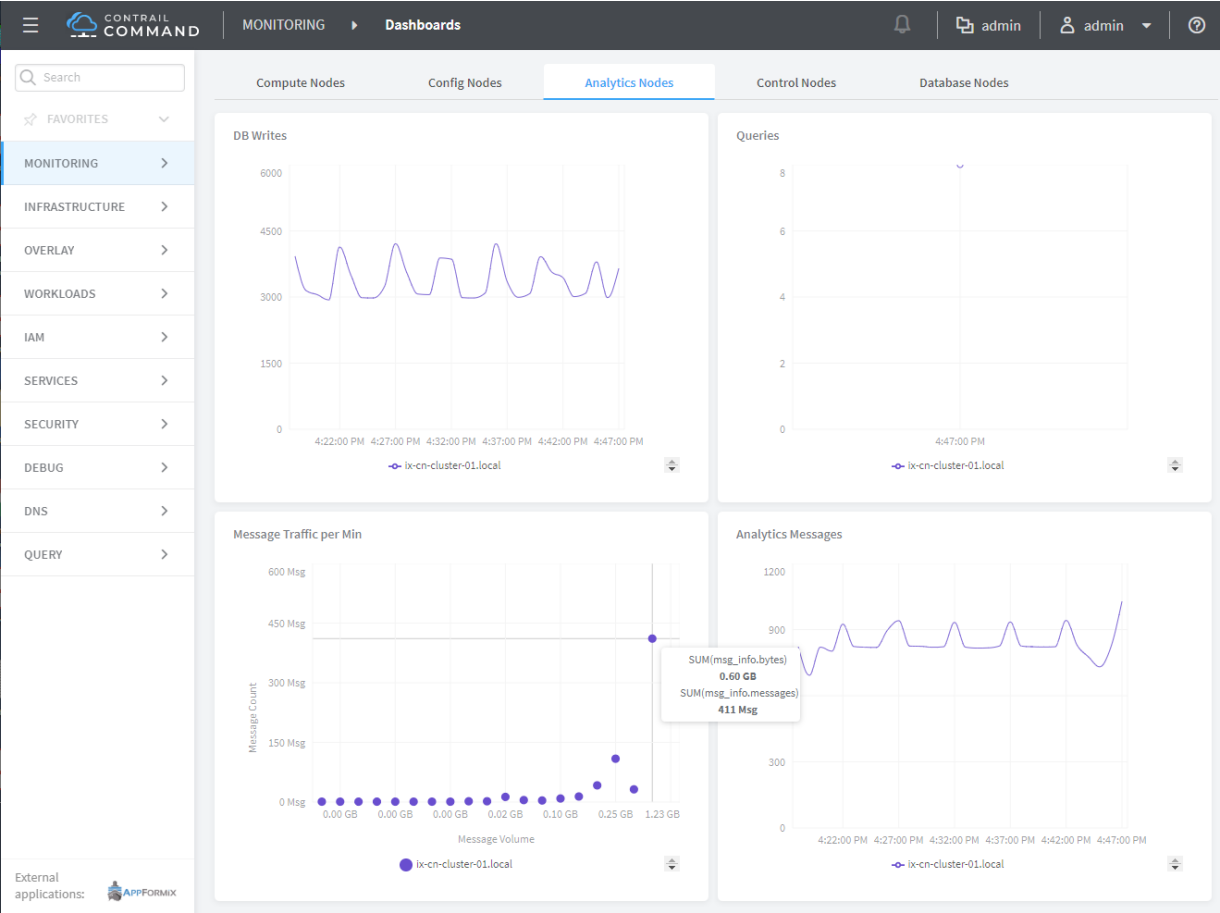 CONTRAIL
COMMAND
MONITORING
Dashboards
admin
admin
Search
FAVORITES
MONITORING
INFRASTRUCTURE
OVERLAY
WORKLOADS
IAM
SERVICES
SECURITY
DEBUG
DNS
QUERY
External
applications:
APPFORMIX
Compute Nodes
Config Nodes
Analytics Nodes
Control Nodes
Database Nodes
DB Writes
6000
4500
3000
1500
0
4:22:00 PM 4:27:00 PM 4:32:00 PM 4:37:00 PM 4:42:00 PM 4:47:00 PM
ix-cn-cluster-01.local
Queries
8
6
4
2
0
4:47:00 PM
ix-cn-cluster-01.local
Message Traffic per Min
600 Msg
450 Msg
300 Msg
150 Msg
0 Msg
Message Count
0.00 GB 0.00 GB 0.00 GB 0.02 GB 0.10 GB 0.25 GB 1.23 GB
Message Volume
ix-cn-cluster-01.local
SUM(msg_info.bytes)
0.60 GB
SUM(msg_info.messages)
411 Msg
Analytics Messages
1200
900
300
0
4:22:00 PM 4:27:00 PM 4:32:00 PM 4:37:00 PM 4:42:00 PM 4:47:00 PM
ix-cn-cluster-01.local